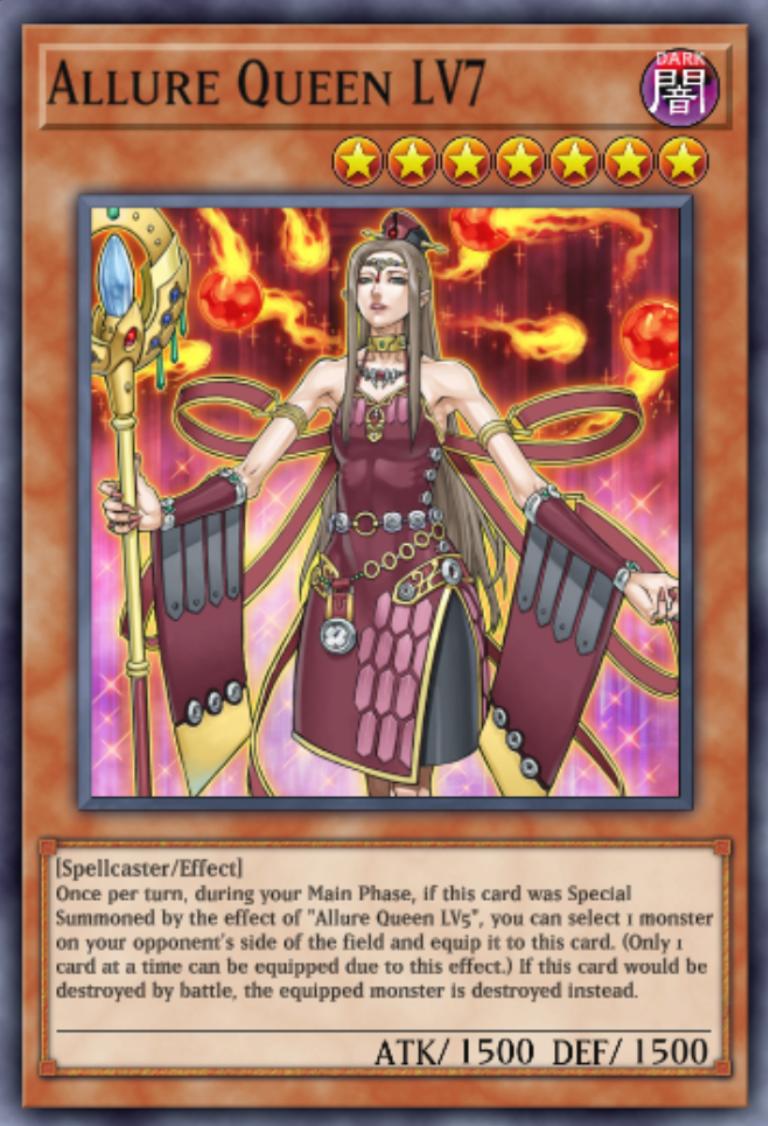 Allure Queen LV7
DARK
闇
[Spellcaster/Effect]
Once per turn, during your Main Phase, if this card was Special
Summoned by the effect of "Allure Queen LV5", you can select 1 monster
on your opponent's side of the field and equip it to this card. (Only 1
card at a time can be equipped due to this effect.) If this card would be
destroyed by battle, the equipped monster is destroyed instead.
ATK/ 1500 DEF/ 1500